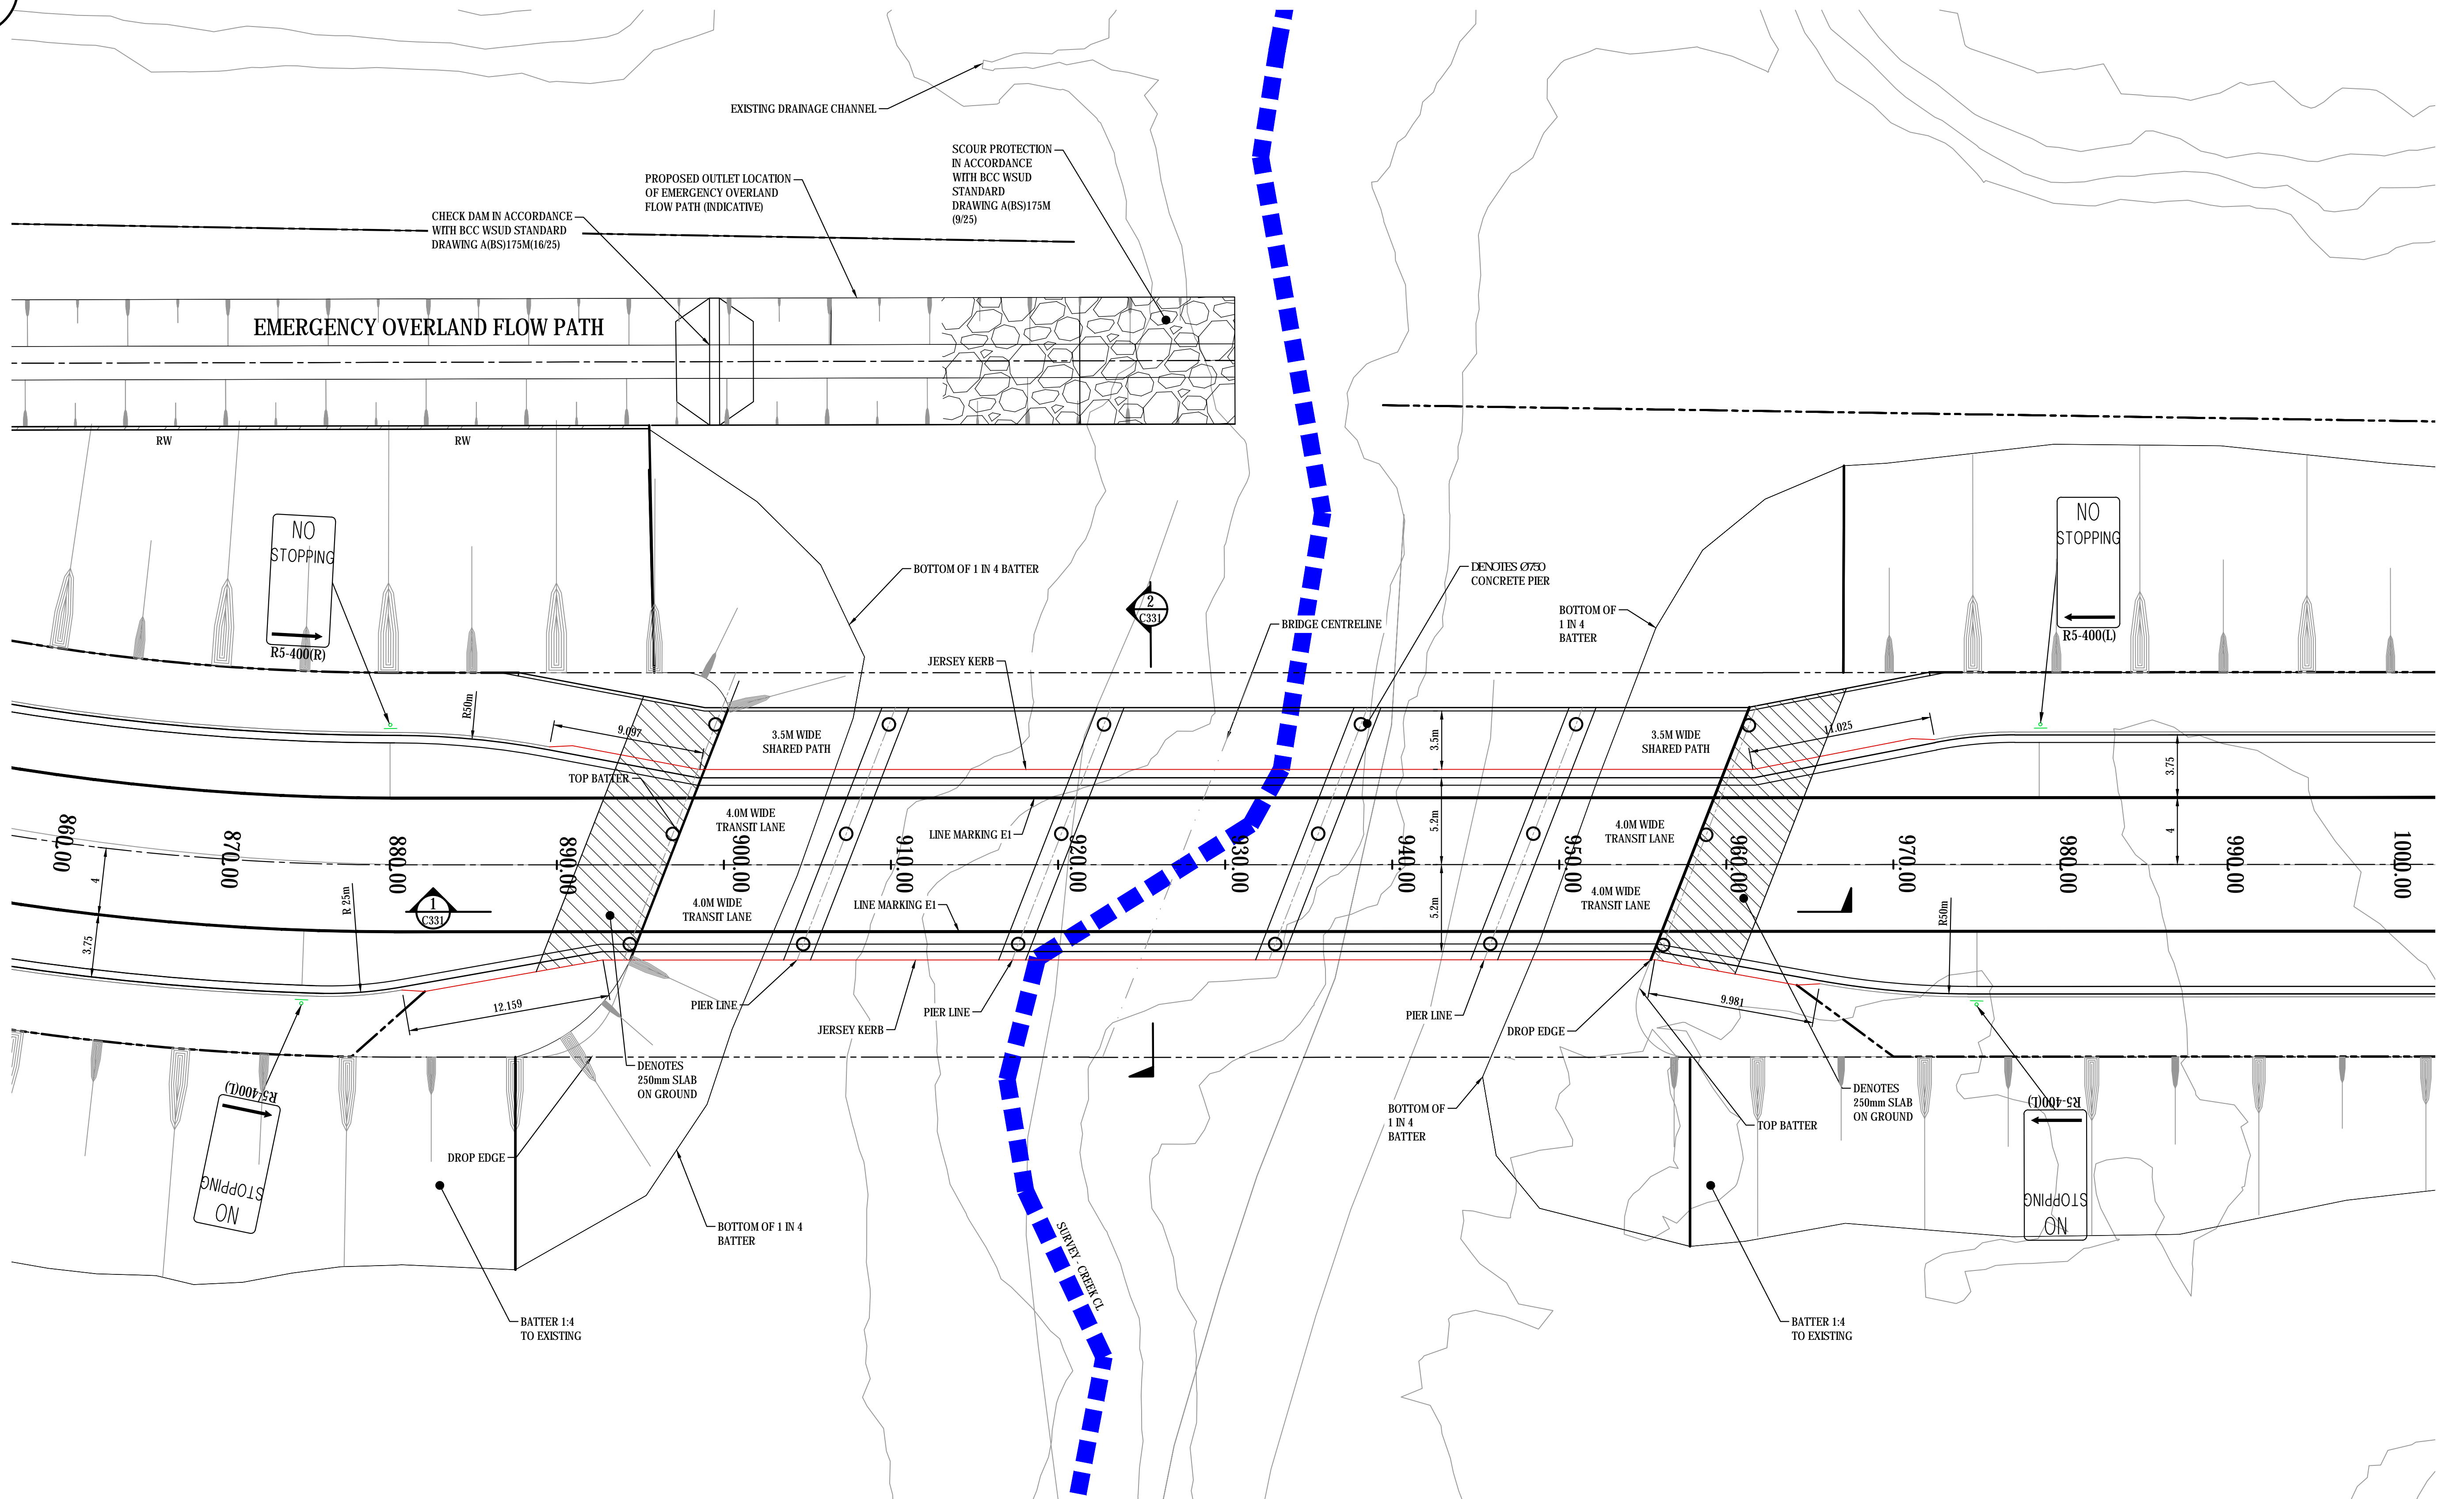 EXISTING DRAINAGE CHANNEL
SCOUR PROTECTION
IN ACCORDANCE
WITH BCC WSUD
STANDARD
DRAWING A(BS)175M
(9/25)
PROPOSED OUTLET LOCATION
OF EMERGENCY OVERLAND
FLOW PATH (INDICATIVE)
CHECK DAM IN ACCORDANCE
WITH BCC WSUD STANDARD
DRAWING A(BS)175M(16/25)
EMERGENCY OVERLAND FLOW PATH
RW
RW
NO
STOPPING
R5-400(R)
NO
STOPPING
R5-400(L)
BOTTOM OF 1 IN 4 BATTER
2
C331
DENOTES Ø750
CONCRETE PIER
BOTTOM OF
1 IN 4
BATTER
BRIDGE CENTRELINE
JERSEY KERB
R50m
9.097
3.5M WIDE
SHARED PATH
3.5m
3.5M WIDE
SHARED PATH
11.025
3.75
TOP BATTER
4.0M WIDE
TRANSIT LANE
LINE MARKING E1
5.2m
4.0M WIDE
TRANSIT LANE
4
860.00
870.00
880.00
890.00
900.00
910.00
920.00
930.00
940.00
950.00
960.00
970.00
980.00
990.00
1000.00
4
3.75
R 25m
1
C331
4.0M WIDE
TRANSIT LANE
LINE MARKING E1
5.2m
4.0M WIDE
TRANSIT LANE
R50m
12.159
PIER LINE
JERSEY KERB
PIER LINE
PIER LINE
DROP EDGE
9.981
DENOTES
250mm SLAB
ON GROUND
R5-400(L)
NO
STOPPING
DROP EDGE
BOTTOM OF
1 IN 4
BATTER
TOP BATTER
DENOTES
250mm SLAB
ON GROUND
R5-400(L)
NO
STOPPING
BOTTOM OF 1 IN 4
BATTER
SURVEY - CREEK CL
BATTER 1:4
TO EXISTING
BATTER 1:4
TO EXISTING